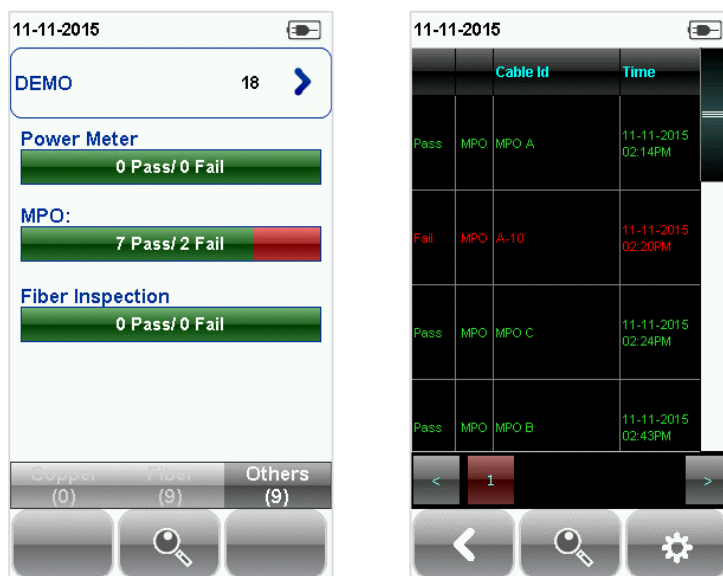 11-11-2015
DEMO 18
Power Meter
0 Pass/ 0 Fail
MPO:
7 Pass/ 2 Fail
Fiber Inspection
0 Pass/ 0 Fail
Copper Fiber Others
(0) (9) (9)
11-11-2015
Cable Id Time
Pass MPO MPO A 11-11-2015
02:14PM
Fail MPO A-10 11-11-2015
02:20PM
Pass MPO MPO C 11-11-2015
02:24PM
Pass MPO MPO B 11-11-2015
02:43PM
< 1 >